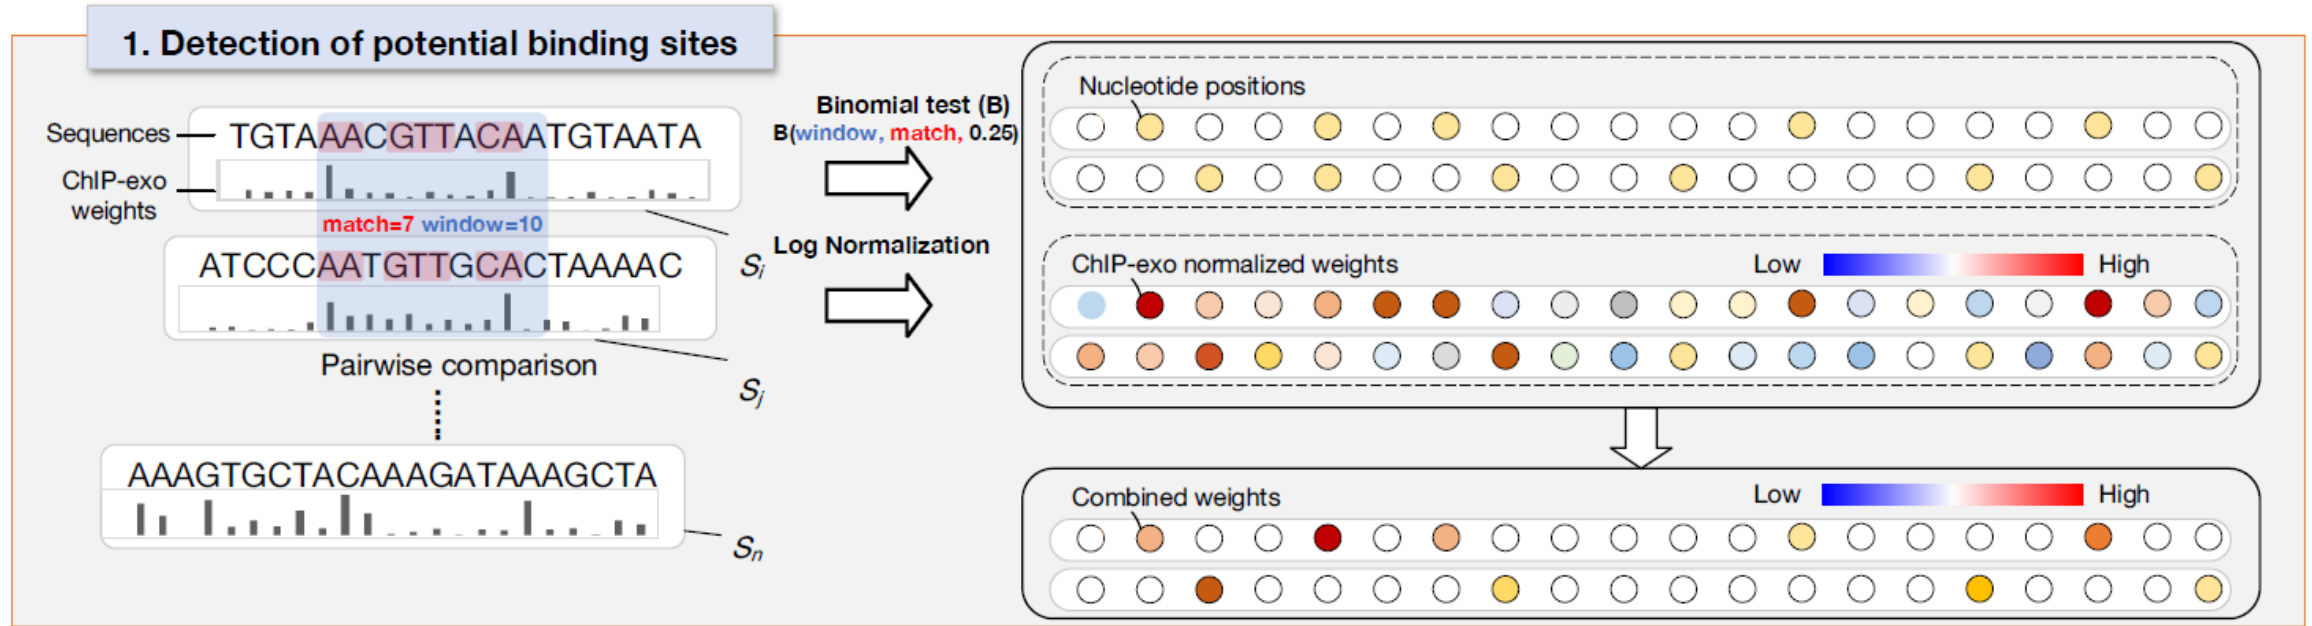 1. Detection of potential binding sites
Sequences
TGTAAACGTTACAATGTAATA
ChIP-exo
weights
match=7 window=10
Si
ATCCCAATGTTGCACTAAAAC
Sj
Pairwise comparison
AAAGTGCTACAAAGATAAAGCTA
Sn
Binomial test (B)
B(window, match, 0.25)
Log Normalization
Nucleotide positions
ChIP-exo normalized weights
Low High
Combined weights
Low High